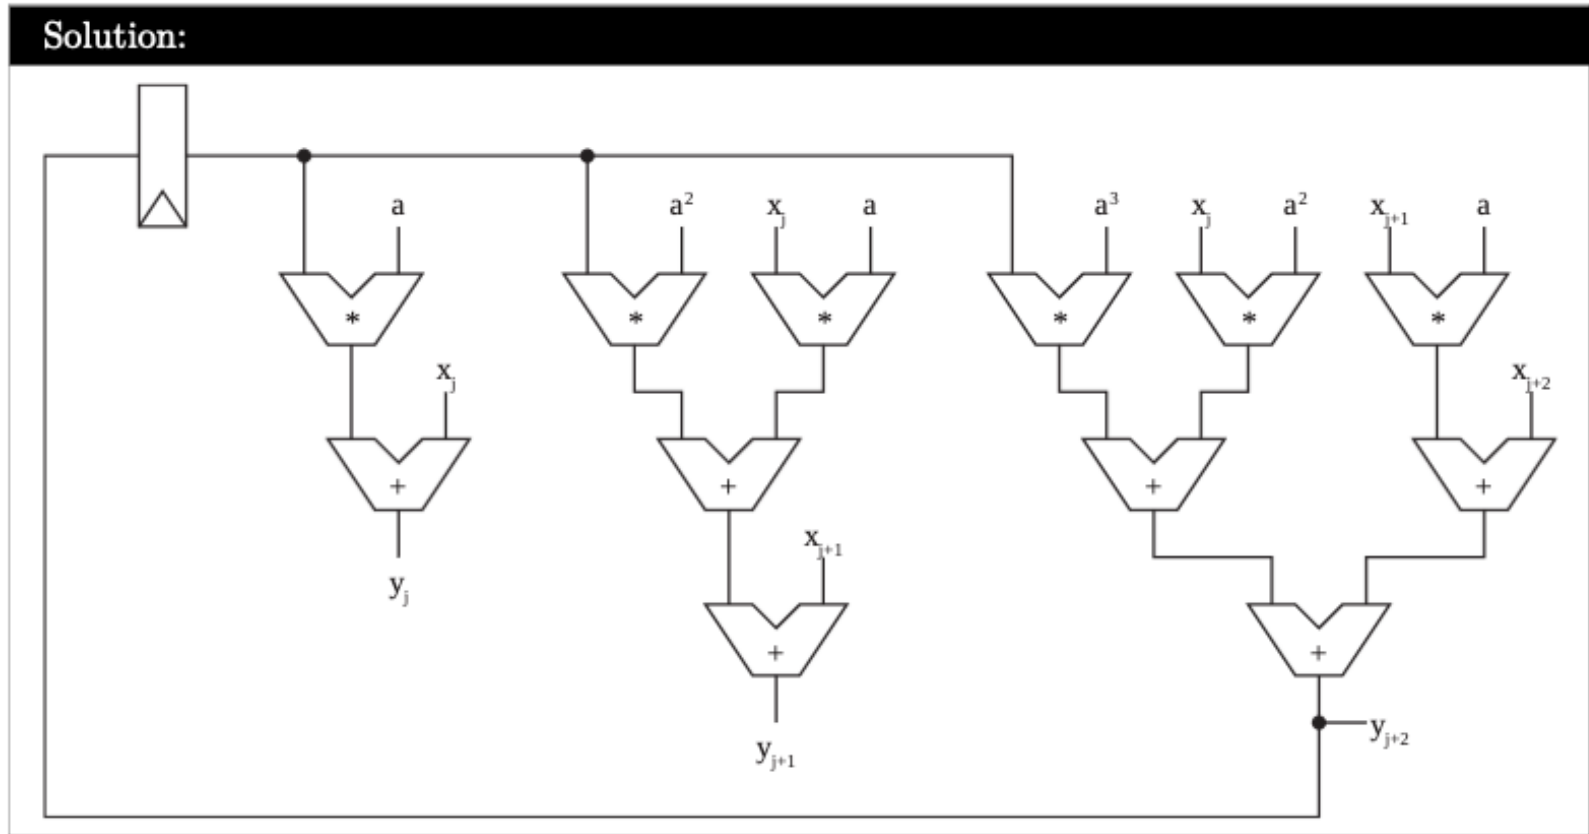 Solution:
a a² xⱼ a a³ xⱼ a² xⱼ₊₁ a
* * * * * *
xⱼ xⱼ₊₂
+ + + +
xⱼ₊₁
yⱼ
+ +
yⱼ₊₂
yⱼ₊₁